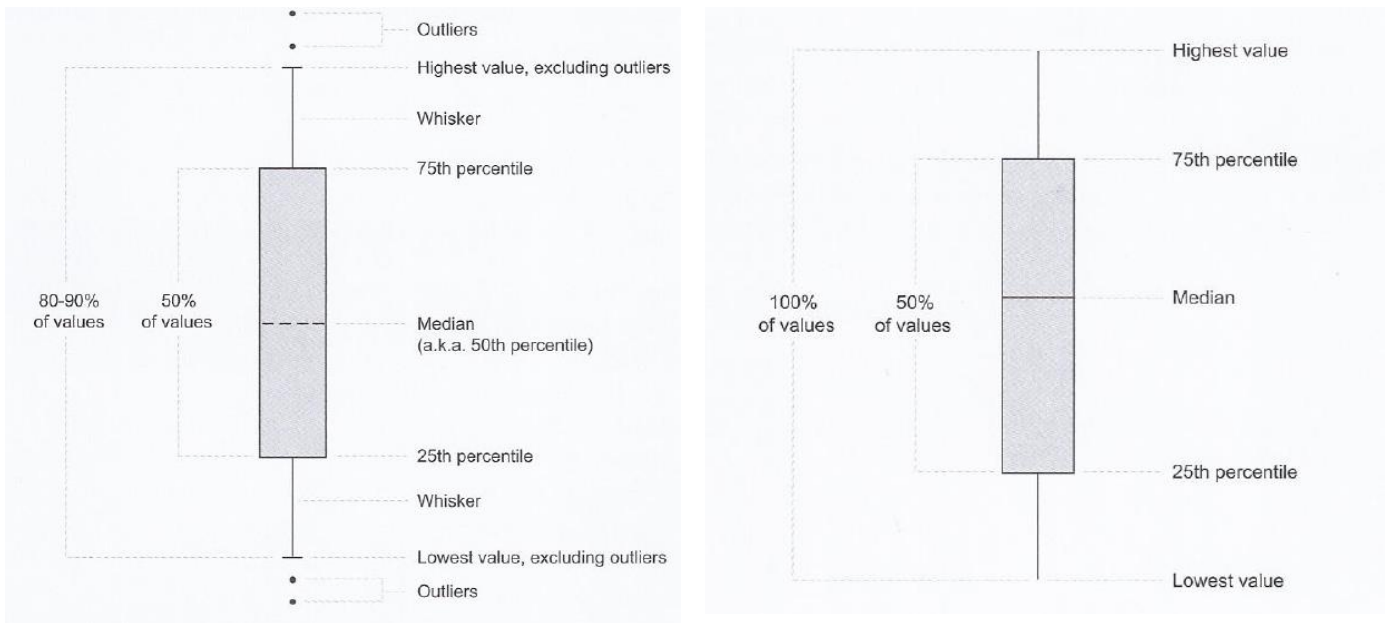 Outliers
Highest value, excluding outliers
Whisker
75th percentile
80-90%
of values
50%
of values
Median
(a.k.a. 50th percentile)
25th percentile
Whisker
Lowest value, excluding outliers
Outliers
Highest value
75th percentile
100%
of values
50%
of values
Median
25th percentile
Lowest value